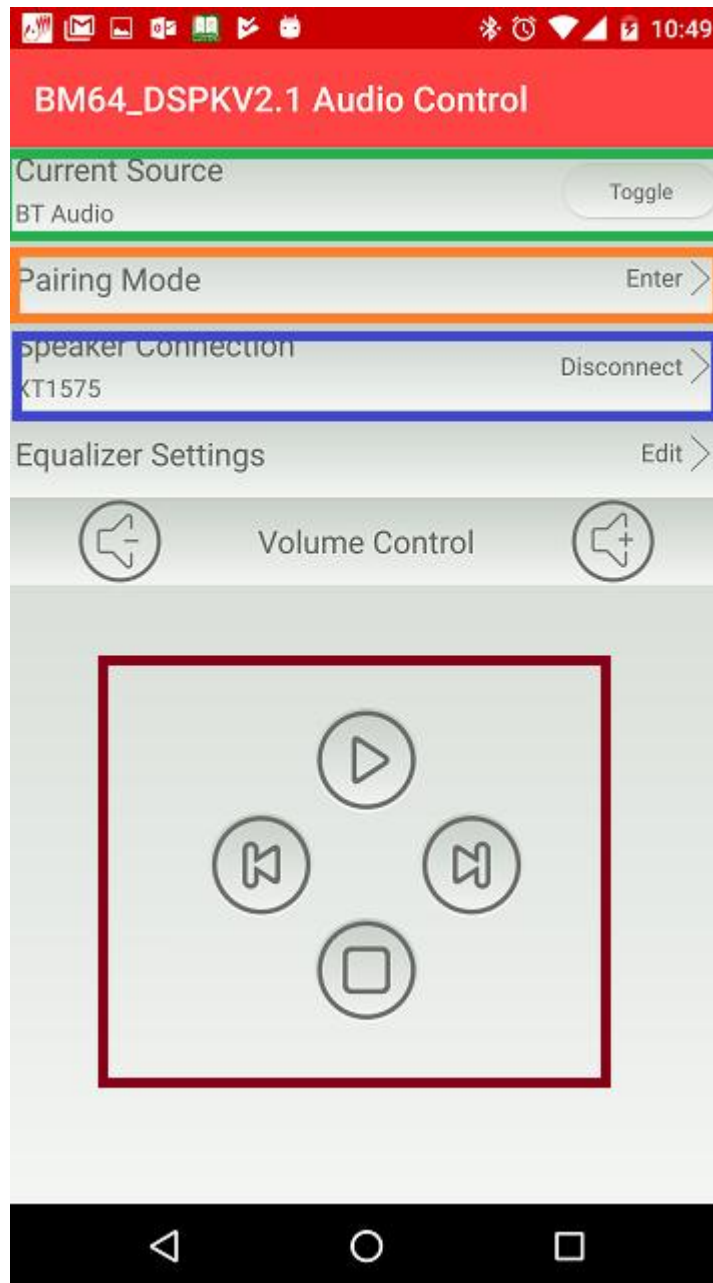 10:49
BM64_DSPKV2.1 Audio Control
Current Source
Toggle
BT Audio
Pairing Mode
Enter
Speaker Connection
Disconnect
XT1575
Equalizer Settings
Edit
Volume Control